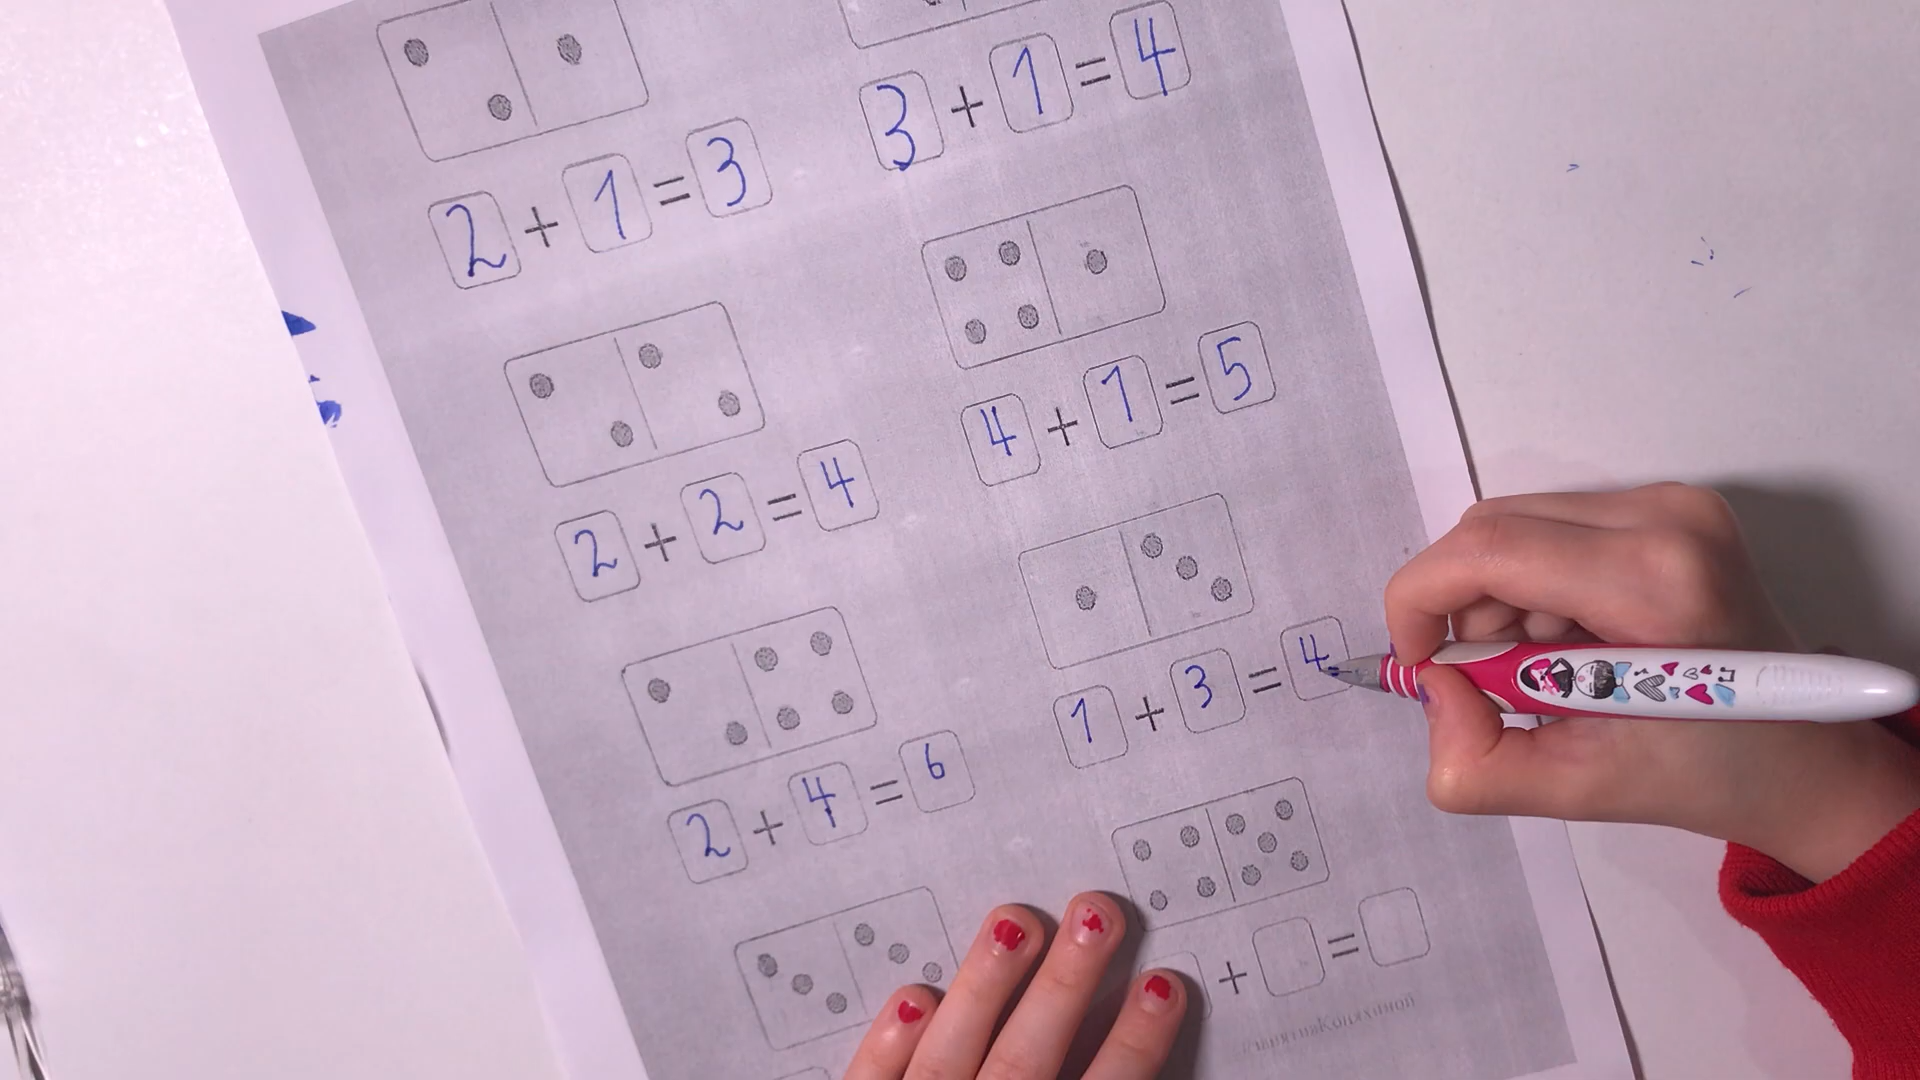 2 + 1 = 3
3 + 1 = 4
2 + 2 = 4
4 + 1 = 5
2 + 4 = 6
1 + 3 = 4
+ =